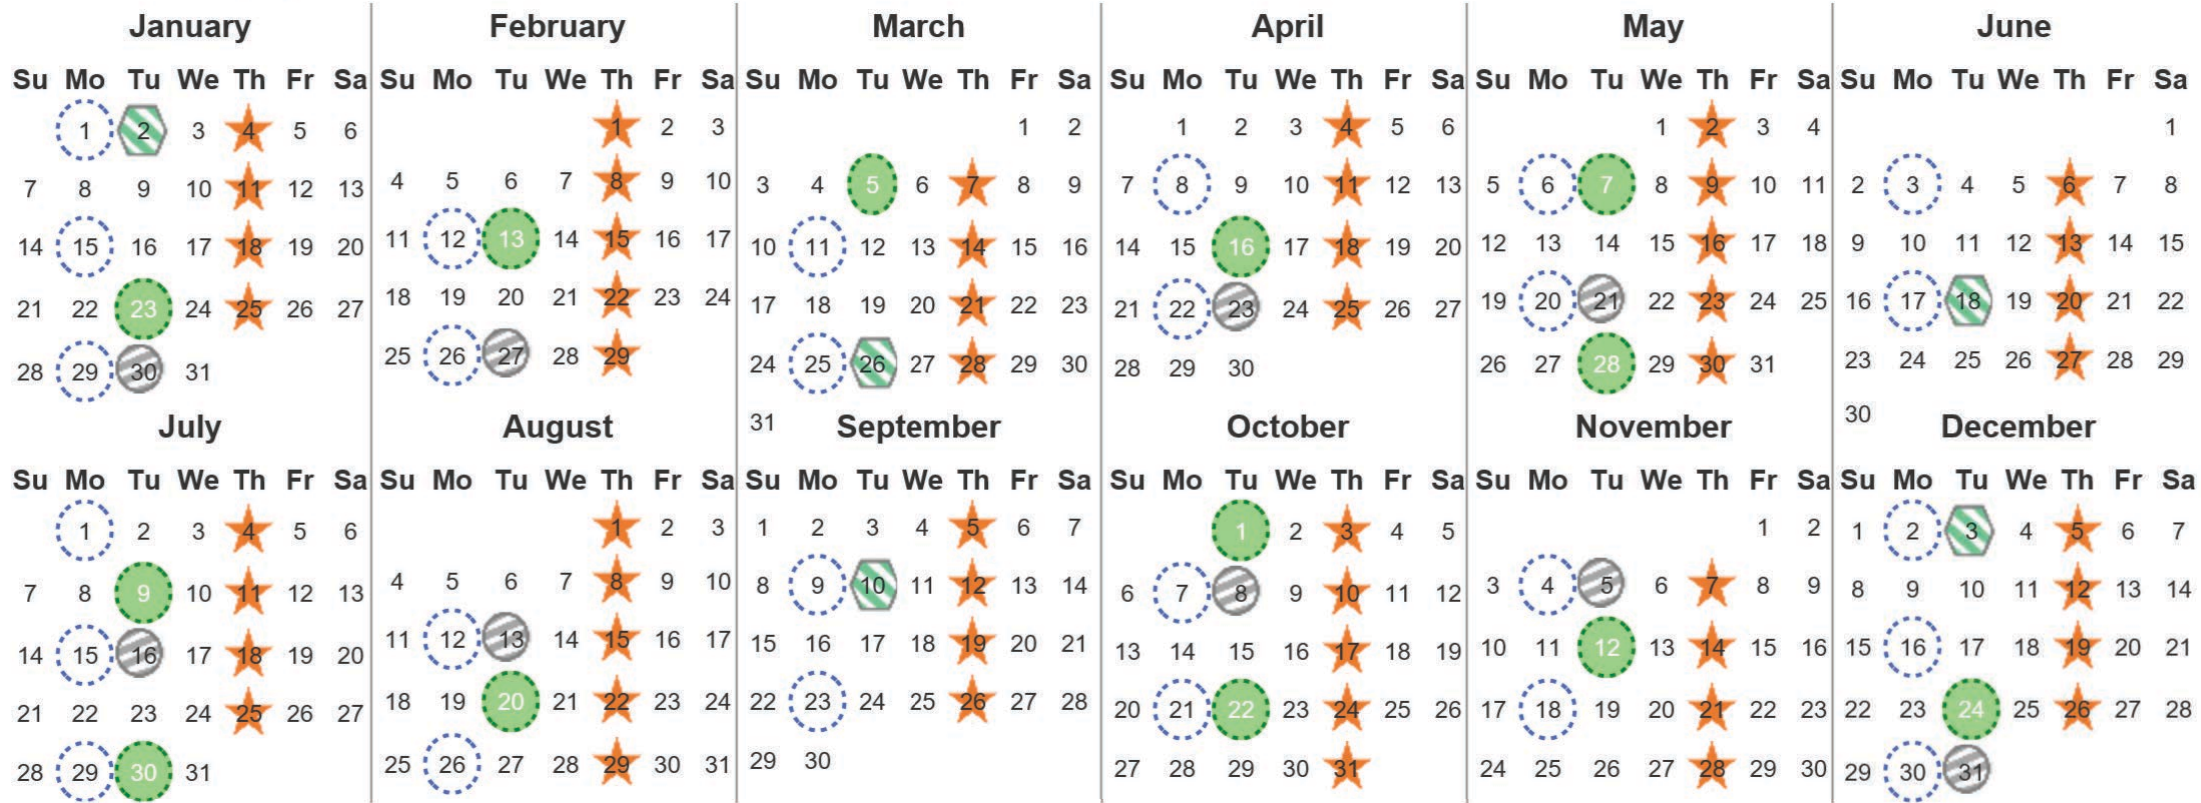 January February March April May June
Su Mo Tu We Th Fr Sa Su Mo Tu We Th Fr Sa Su Mo Tu We Th Fr Sa Su Mo Tu We Th Fr Sa Su Mo Tu We Th Fr Sa Su Mo Tu We Th Fr Sa
1 2 3 4 5 6 1 2 3 1 2 1 2 3 4 5 6 1 2 3 4 1
7 8 9 10 11 12 13 4 5 6 7 8 9 10 3 4 5 6 7 8 9 7 8 9 10 11 12 13 5 6 7 8 9 10 11 2 3 4 5 6 7 8
14 15 16 17 18 19 20 11 12 13 14 15 16 17 10 11 12 13 14 15 16 14 15 16 17 18 19 20 12 13 14 15 16 17 18 9 10 11 12 13 14 15
21 22 23 24 25 26 27 18 19 20 21 22 23 24 17 18 19 20 21 22 23 21 22 23 24 25 26 27 19 20 21 22 23 24 25 16 17 18 19 20 21 22
28 29 30 31 25 26 27 28 29 24 25 26 27 28 29 30 28 29 30 26 27 28 29 30 31 23 24 25 26 27 28 29
31 30
July August September October November December
Su Mo Tu We Th Fr Sa Su Mo Tu We Th Fr Sa Su Mo Tu We Th Fr Sa Su Mo Tu We Th Fr Sa Su Mo Tu We Th Fr Sa Su Mo Tu We Th Fr Sa
1 2 3 4 5 6 1 2 3 1 2 3 4 5 6 7 1 2 3 4 5 1 2 1 2 3 4 5 6 7
7 8 9 10 11 12 13 4 5 6 7 8 9 10 8 9 10 11 12 13 14 6 7 8 9 10 11 12 3 4 5 6 7 8 9 8 9 10 11 12 13 14
14 15 16 17 18 19 20 11 12 13 14 15 16 17 15 16 17 18 19 20 21 13 14 15 16 17 18 19 10 11 12 13 14 15 16 15 16 17 18 19 20 21
21 22 23 24 25 26 27 18 19 20 21 22 23 24 22 23 24 25 26 27 28 20 21 22 23 24 25 26 17 18 19 20 21 22 23 22 23 24 25 26 27 28
28 29 30 31 25 26 27 28 29 30 31 29 30 27 28 29 30 31 24 25 26 27 28 29 30 29 30 31